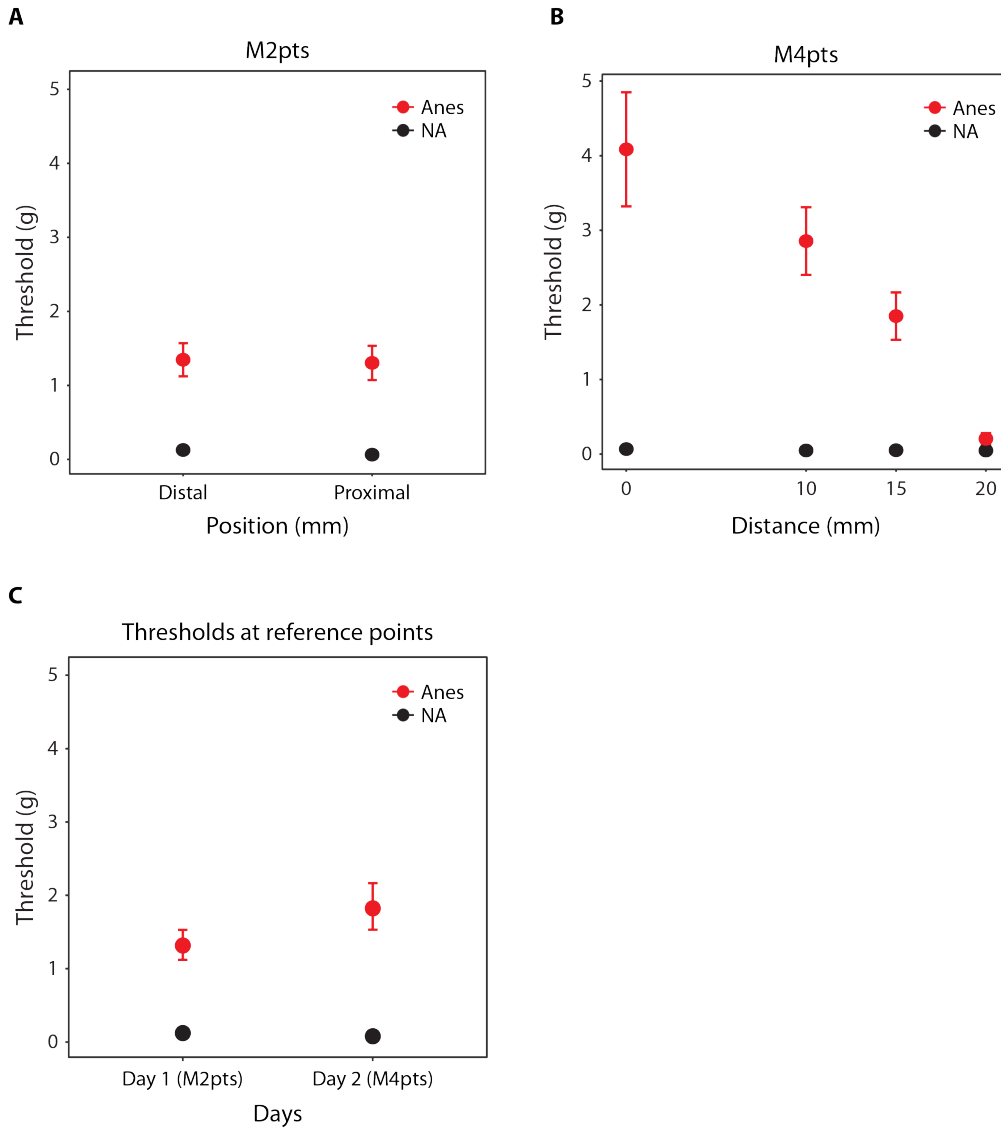 A
M2pts
5
4
3
2
1
0
Threshold (g)
Anes
NA
Distal Proximal
Position (mm)
B
M4pts
5
4
3
2
1
0
Threshold (g)
Anes
NA
0 10 15 20
Distance (mm)
C
Thresholds at reference points
5
4
3
2
1
0
Threshold (g)
Anes
NA
Day 1 (M2pts) Day 2 (M4pts)
Days